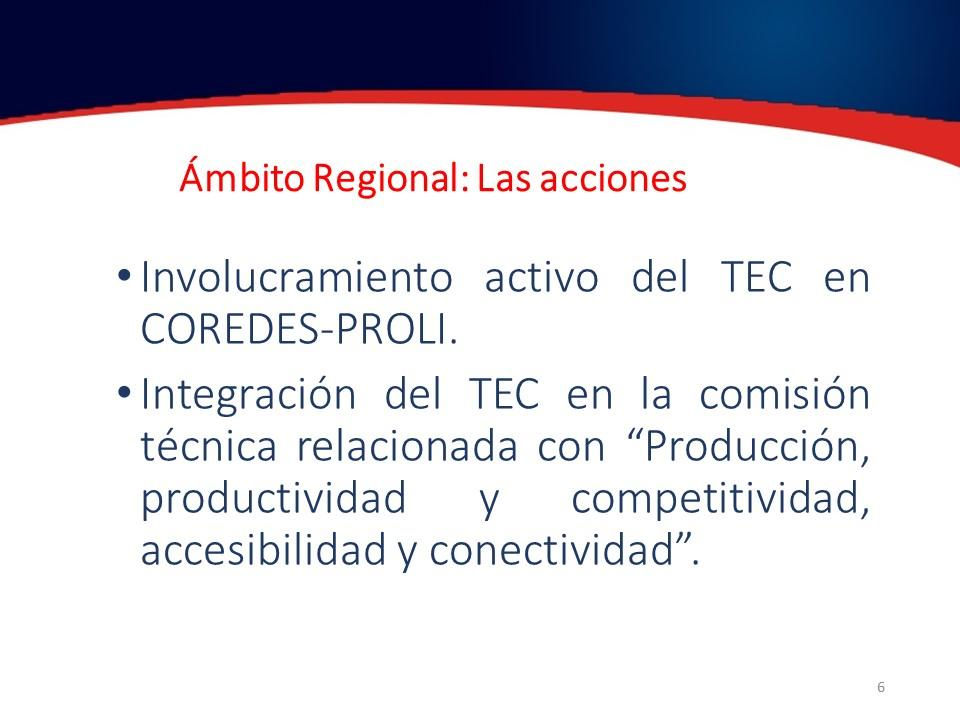 Ámbito Regional: Las acciones
• Involucramiento activo del TEC en
COREDES-PROLI.
• Integración del TEC en la comisión
técnica relacionada con “Producción,
productividad y competitividad,
accesibilidad y conectividad”.
6